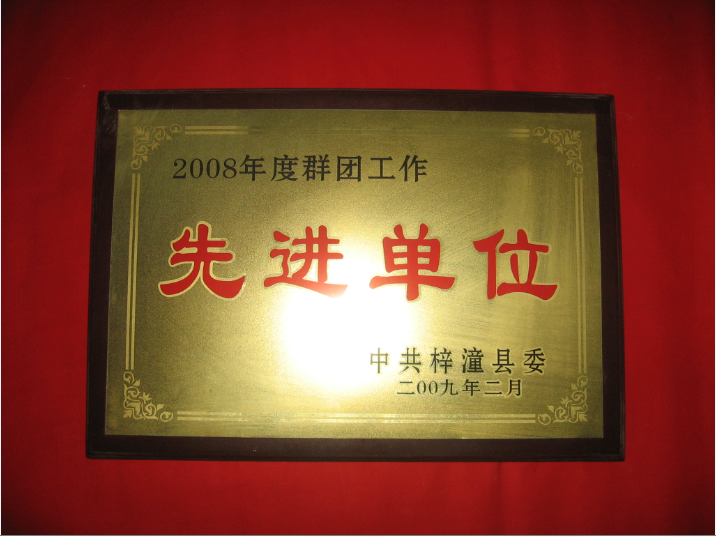 2008年度群团工作
先进单位
中共梓潼县委
二00九年二月